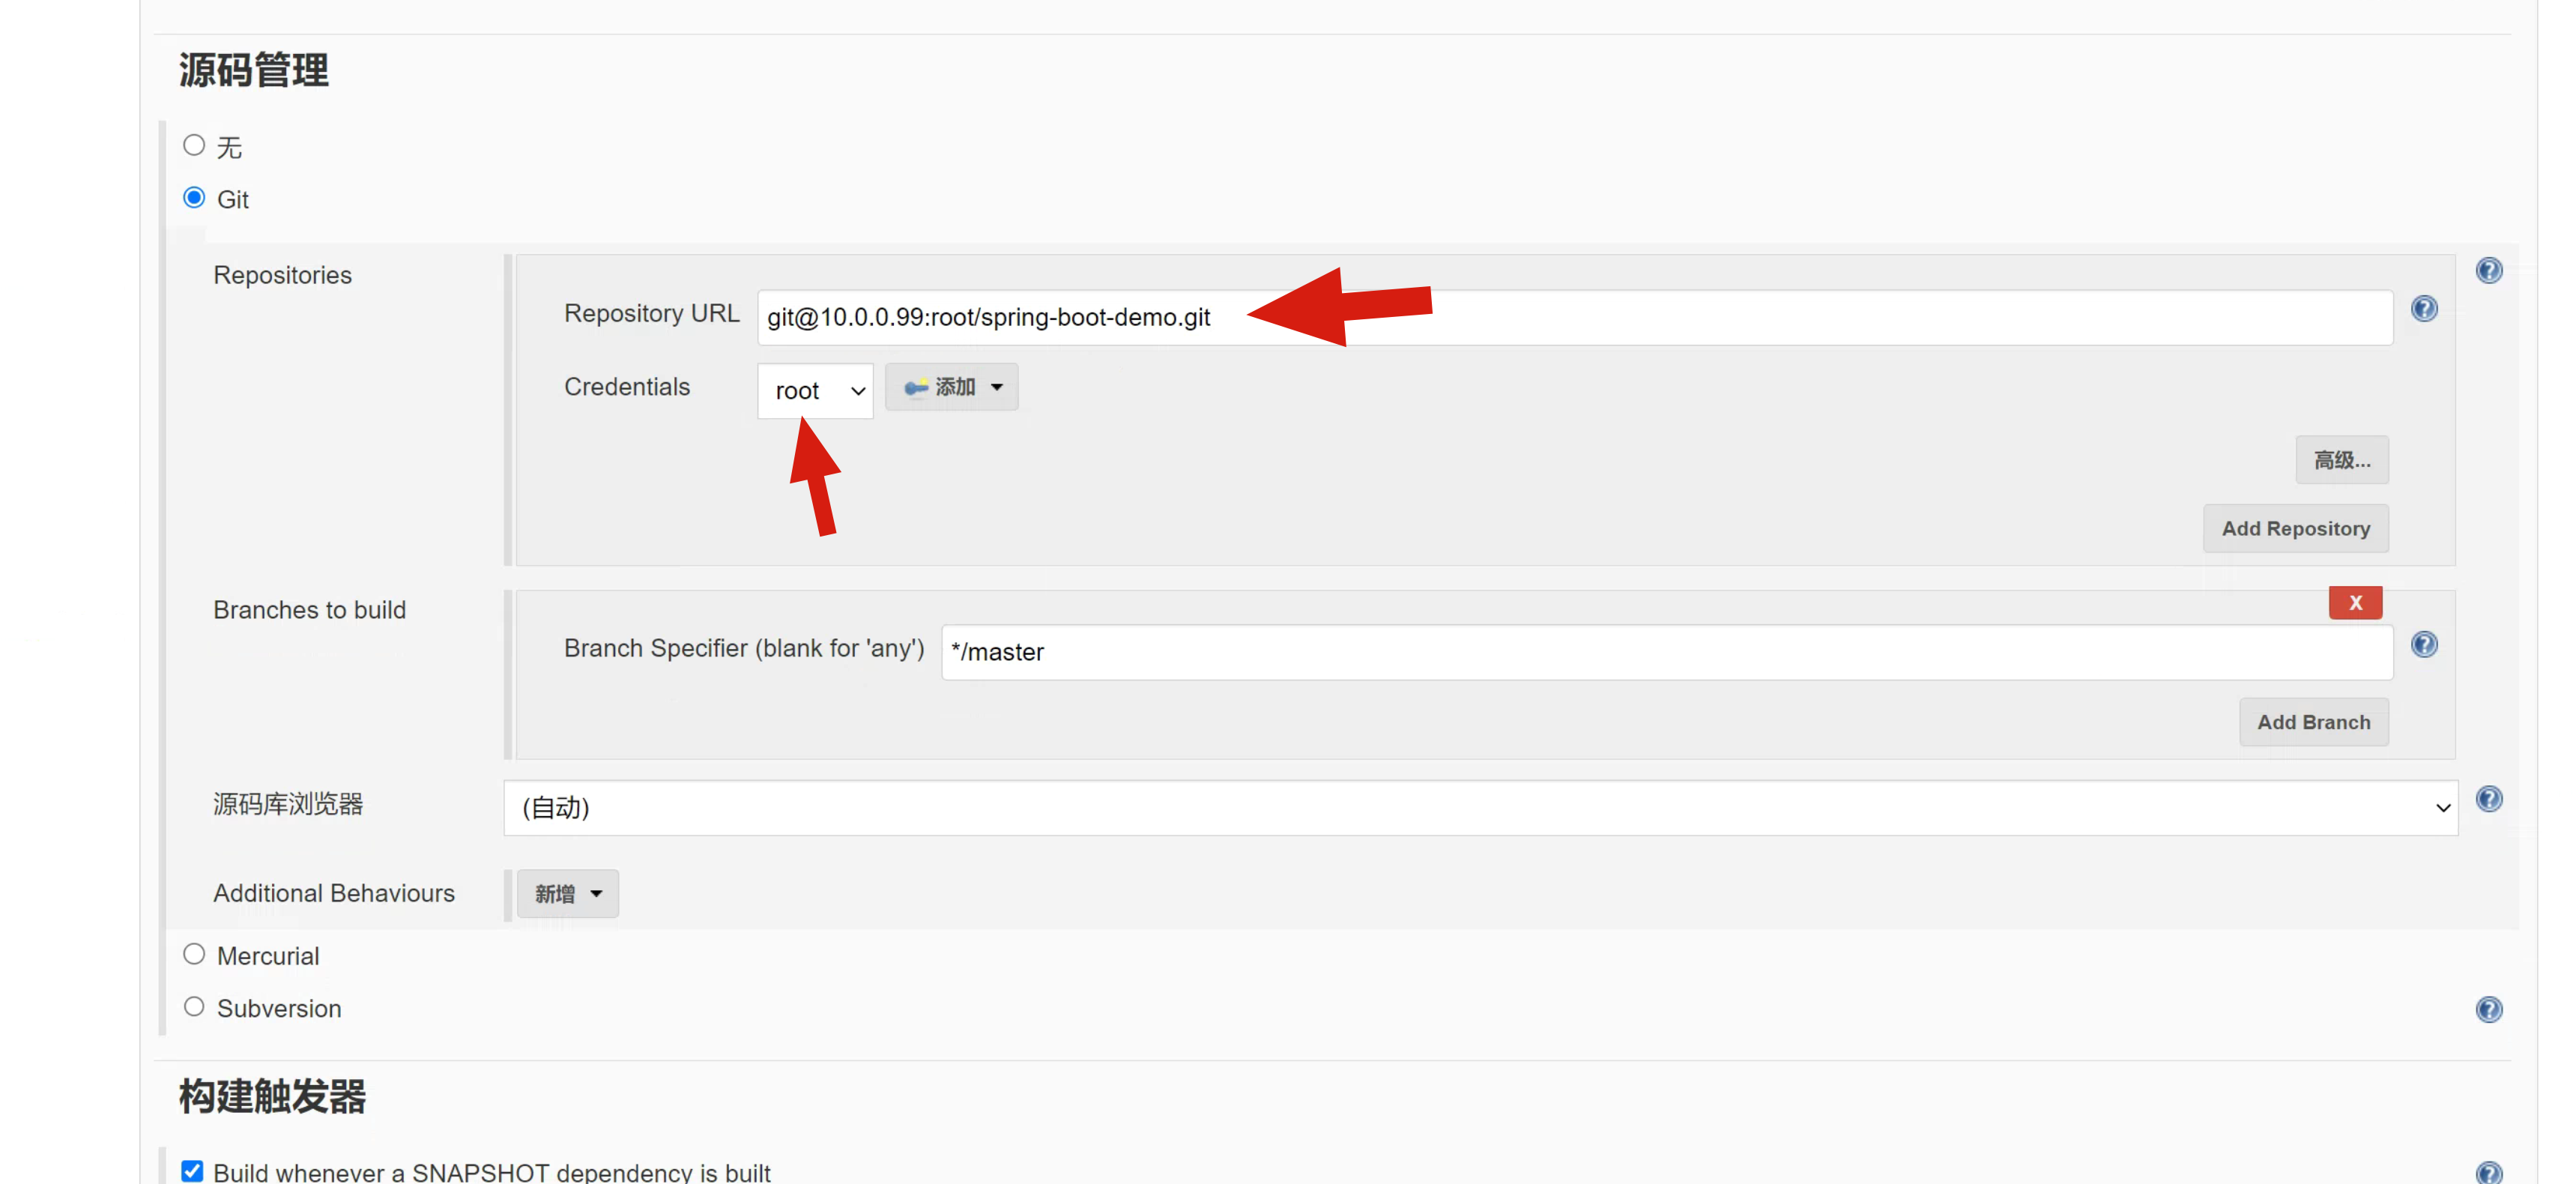 源码管理
无
Git
Repositories
Repository URL git@10.0.0.99:root/spring-boot-demo.git
Credentials root 添加
高级...
Add Repository
Branches to build
X
Branch Specifier (blank for 'any') */master
Add Branch
源码库浏览器 (自动)
Additional Behaviours 新增
Mercurial
Subversion
构建触发器
Build whenever a SNAPSHOT dependency is built